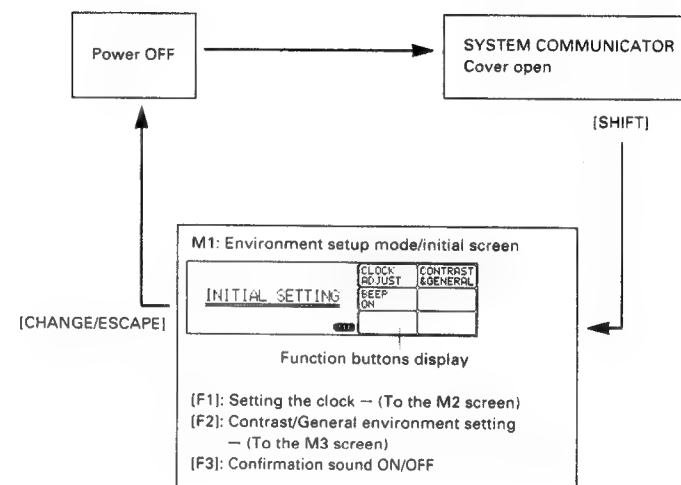 Power OFF
SYSTEM COMMUNICATOR
Cover open
[SHIFT]
M1: Environment setup mode/initial screen
INITIAL SETTING
CLOCK
ADJUST
CONTRAST
&GENERAL
BEEP
ON
[CHANGE/ESCAPE]
Function buttons display
[F1]: Setting the clock — (To the M2 screen)
[F2]: Contrast/General environment setting
— (To the M3 screen)
[F3]: Confirmation sound ON/OFF